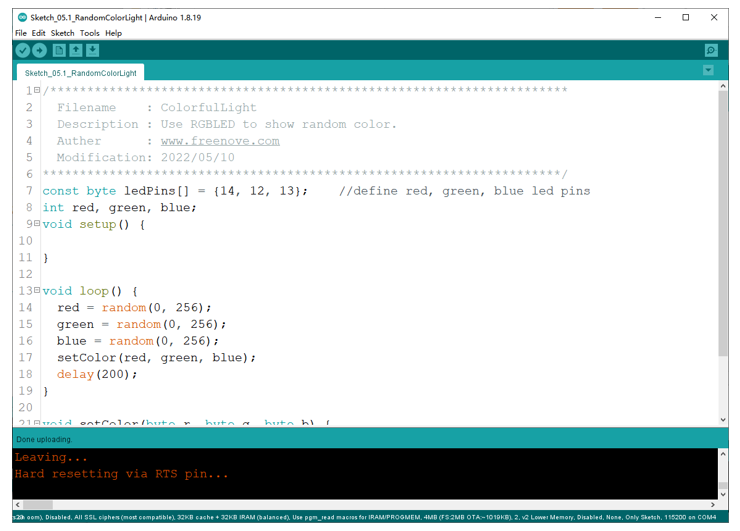 Sketch_05.1_RandomColorLight | Arduino 1.8.19
File Edit Sketch Tools Help
Sketch_05.1_RandomColorLight
1 /**********************************************************************
2 Filename    : ColorfulLight
3 Description : Use RGBLED to show random color.
4 Auther      : www.freenove.com
5 Modification: 2022/05/10
6 **********************************************************************/
7 const byte ledPins[] = {14, 12, 13};    //define red, green, blue led pins
8 int red, green, blue;
9 void setup() {
10
11 }
12
13 void loop() {
14   red = random(0, 256);
15   green = random(0, 256);
16   blue = random(0, 256);
17   setColor(red, green, blue);
18   delay(200);
19 }
20
21 void setColor(byte r, byte g, byte b) {
Done uploading.
Leaving...
Hard resetting via RTS pin...
oom), Disabled, All SSL ciphers (most compatible), 32KB cache + 32KB IRAM (balanced), Use pgm_read macros for IRAM/PROGMEM, 4MB (FS:2MB OTA:~1019KB), 2, v2 Lower Memory, Disabled, None, Only Sketch, 115200 on COM4